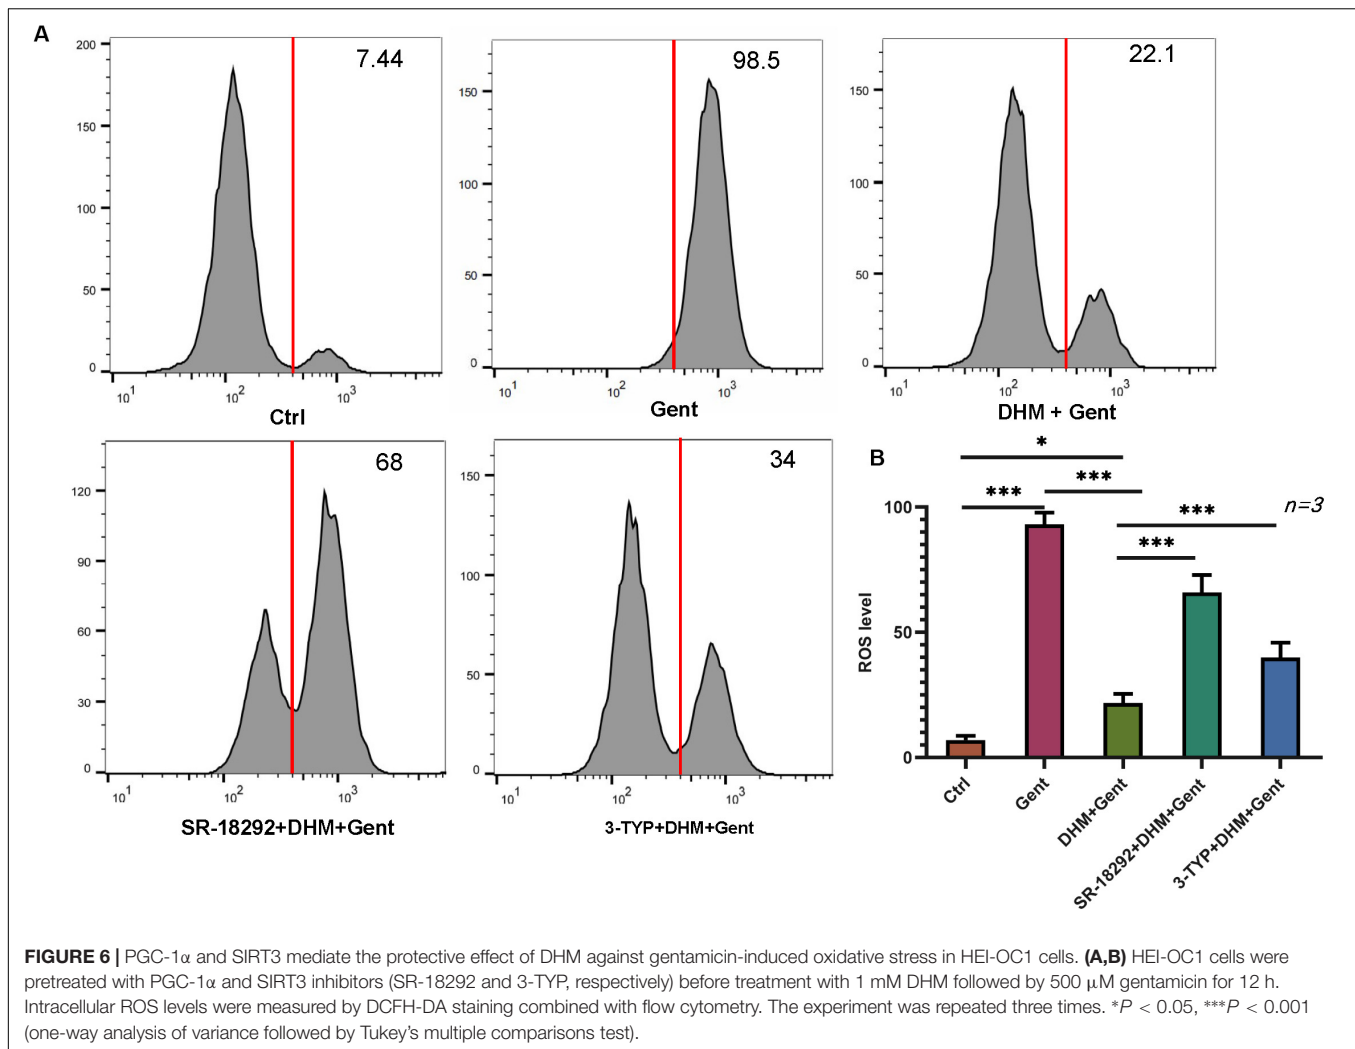 A
200
150
100
50
0
7.44
10^1
10^2
10^3
Ctrl
150
100
50
0
98.5
10^1
10^2
10^3
Gent
150
100
50
0
22.1
10^1
10^2
10^3
DHM + Gent
120
90
60
30
0
68
10^1
10^2
10^3
SR-18292+DHM+Gent
150
100
50
0
34
10^1
10^2
10^3
3-TYP+DHM+Gent
B
*
***
***
***
***
n=3
100
50
0
ROS level
Ctrl
Gent
DHM+Gent
SR-18292+DHM+Gent
3-TYP+DHM+Gent
FIGURE 6 | PGC-1α and SIRT3 mediate the protective effect of DHM against gentamicin-induced oxidative stress in HEI-OC1 cells. (A,B) HEI-OC1 cells were
pretreated with PGC-1α and SIRT3 inhibitors (SR-18292 and 3-TYP, respectively) before treatment with 1 mM DHM followed by 500 μM gentamicin for 12 h.
Intracellular ROS levels were measured by DCFH-DA staining combined with flow cytometry. The experiment was repeated three times. *P < 0.05, ***P < 0.001
(one-way analysis of variance followed by Tukey's multiple comparisons test).